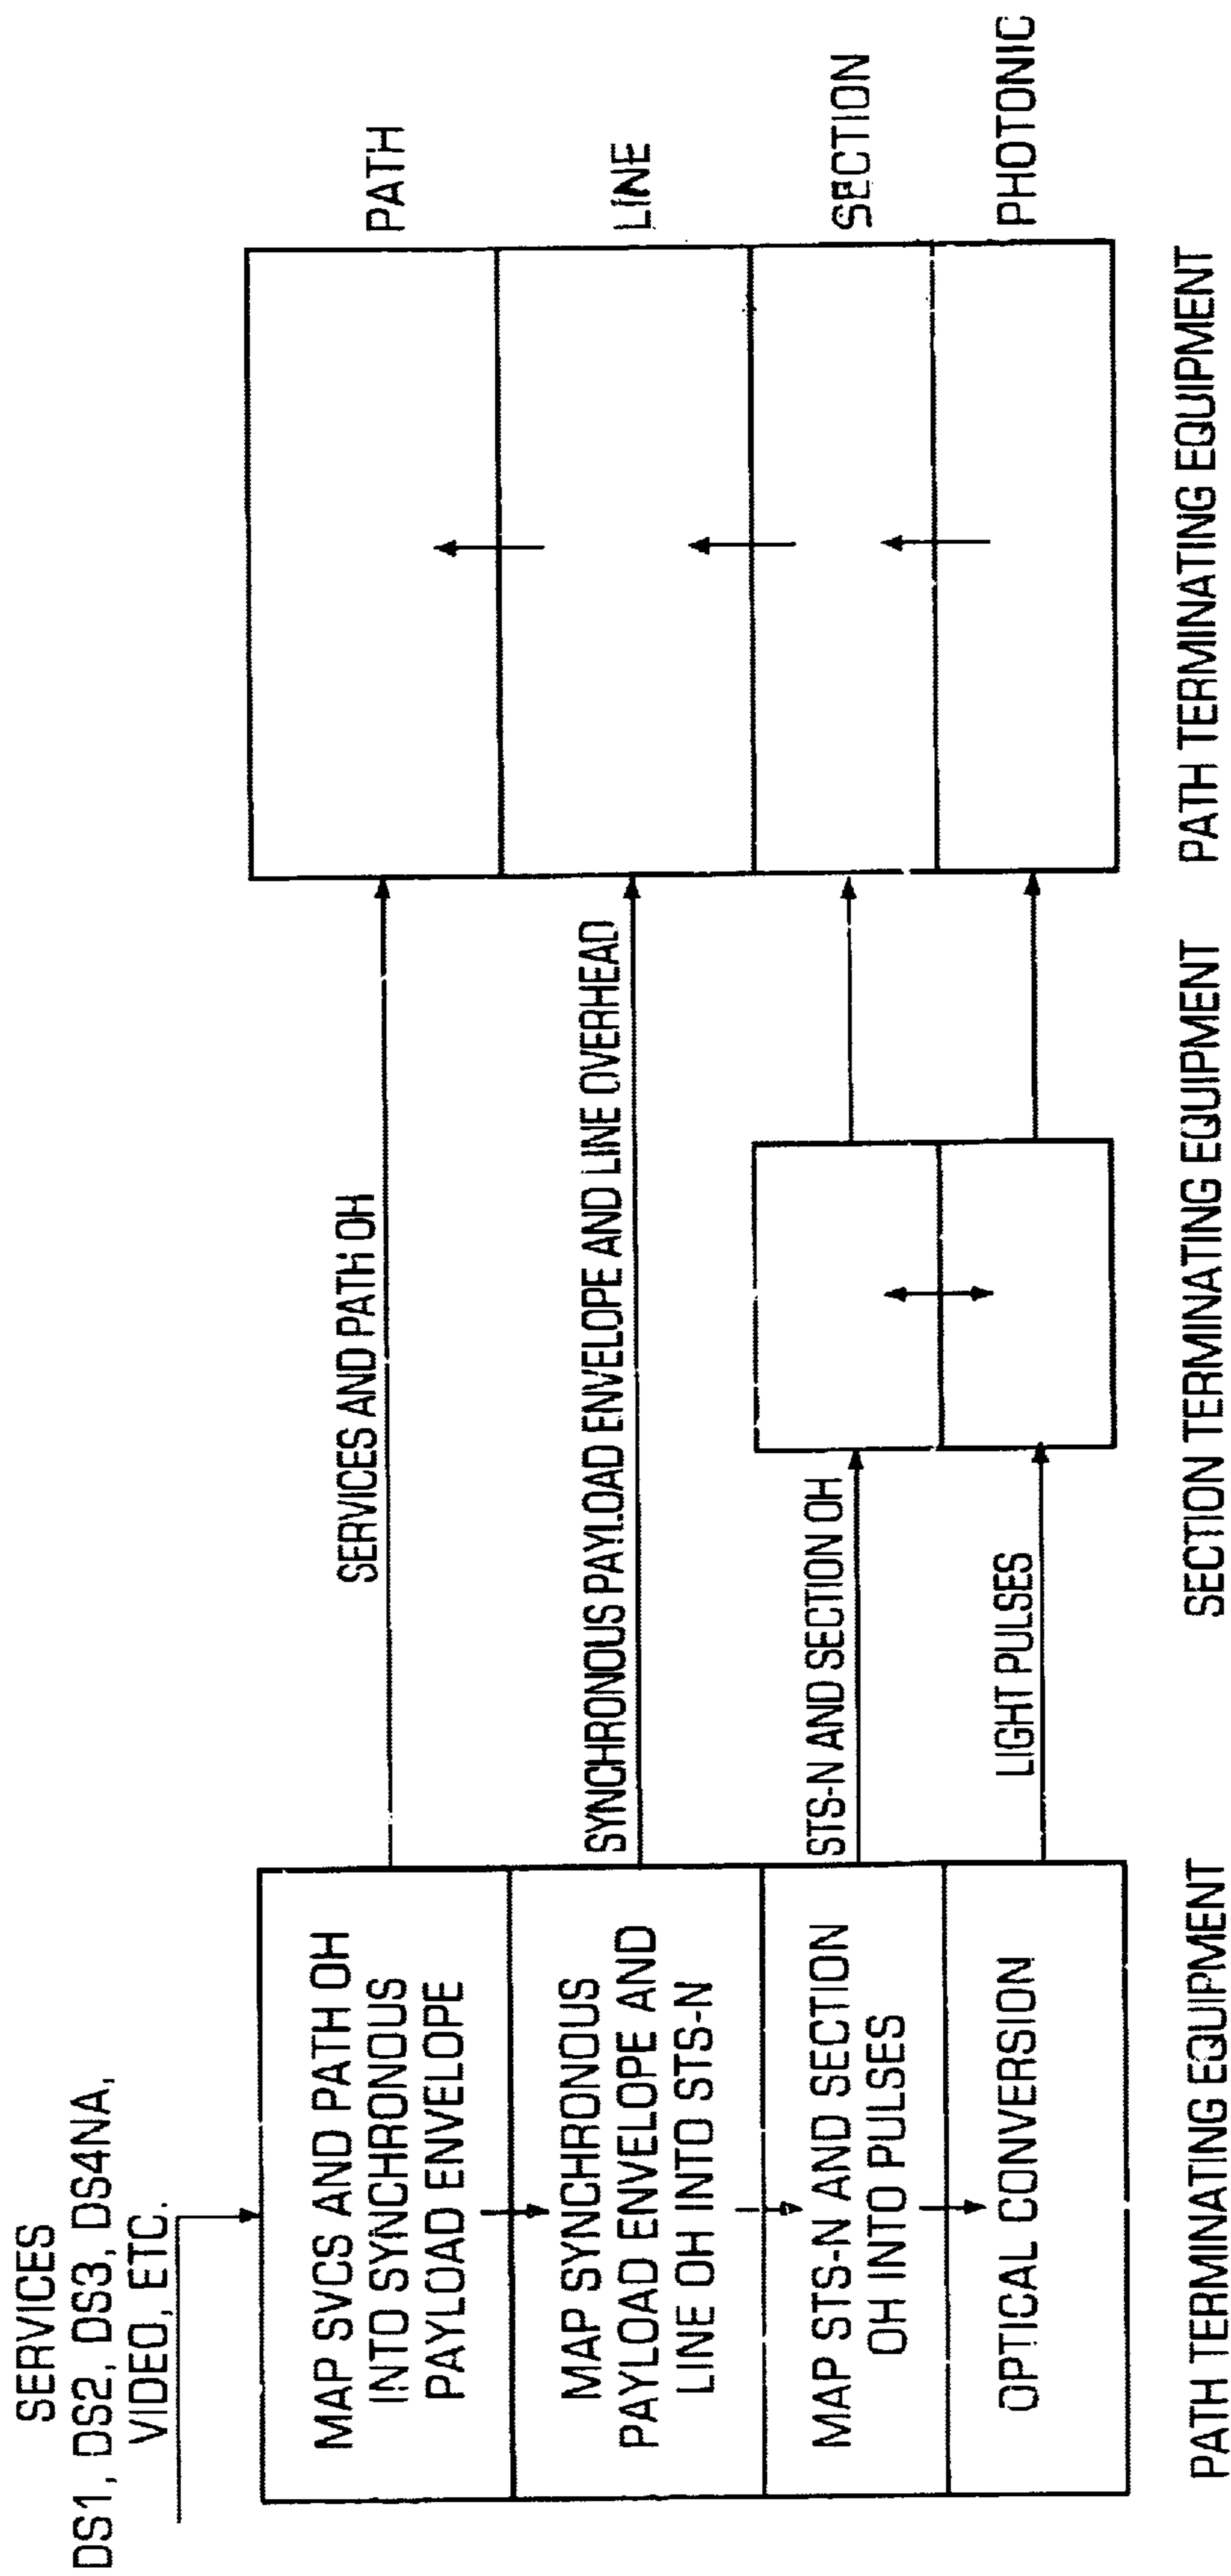 SERVICES
DS1, DS2, DS3, DS4NA,
VIDEO, ETC.
MAP SVCS AND PATH OH
INTO SYNCHRONOUS
PAYLOAD ENVELOPE
SERVICES AND PATH OH
PATH
MAP SYNCHRONOUS
PAYLOAD ENVELOPE AND
LINE OH INTO STS-N
SYNCHRONOUS PAYLOAD ENVELOPE AND LINE OVERHEAD
LINE
MAP STS-N AND SECTION
OH INTO PULSES
STS-N AND SECTION OH
SECTION
OPTICAL CONVERSION
LIGHT PULSES
PHOTONIC
PATH TERMINATING EQUIPMENT
SECTION TERMINATING EQUIPMENT
PATH TERMINATING EQUIPMENT